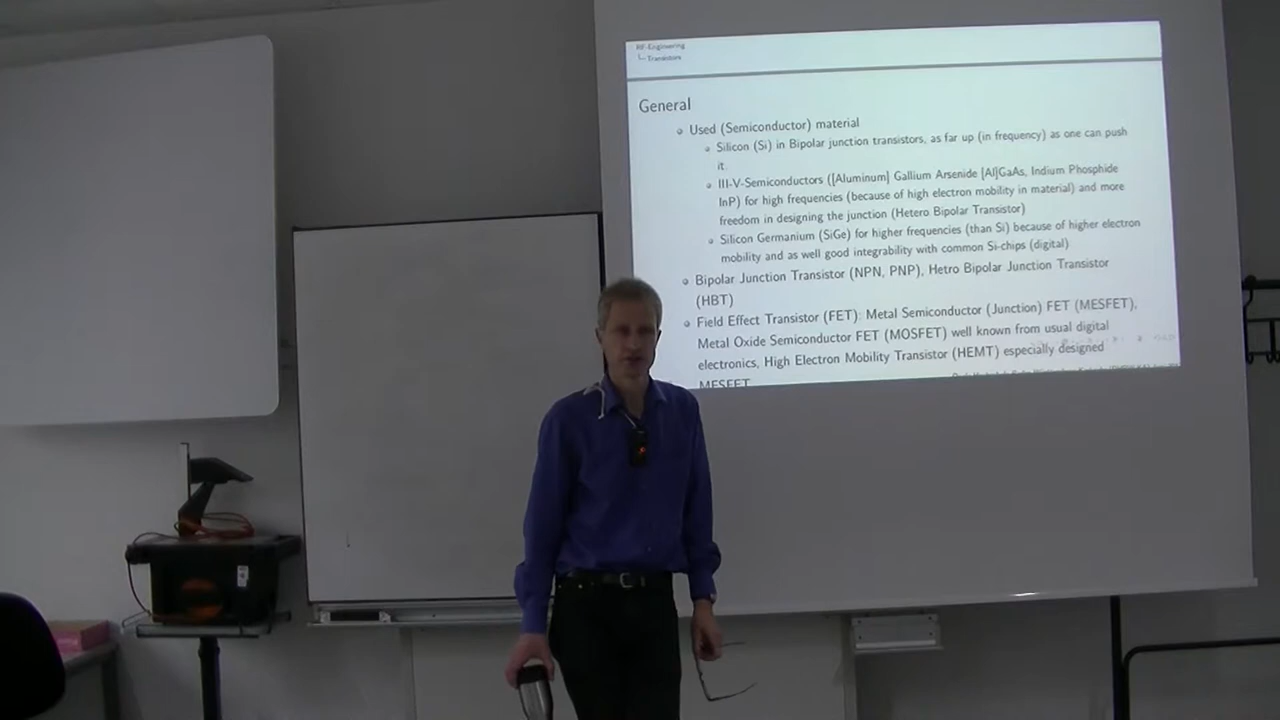 RF-Engineering
Transistors
General
Used (Semiconductor) material
Silicon (Si) in Bipolar junction transistors, as far up (in frequency) as one can push
it.
III-V-Semiconductors ([Aluminum] Gallium Arsenide [Al]GaAs, Indium Phosphide
InP) for high frequencies (because of high electron mobility in material) and more
freedom in designing the junction (Hetero Bipolar Transistor)
Silicon Germanium (SiGe) for higher frequencies (than Si) because of higher electron
mobility and as well good integrability with common Si-chips (digital)
Bipolar Junction Transistor (NPN, PNP), Hetro Bipolar Junction Transistor
(HBT)
Field Effect Transistor (FET): Metal Semiconductor (Junction) FET (MESFET),
Metal Oxide Semiconductor FET (MOSFET) well known from usual digital
electronics, High Electron Mobility Transistor (HEMT) especially designed
MESFET